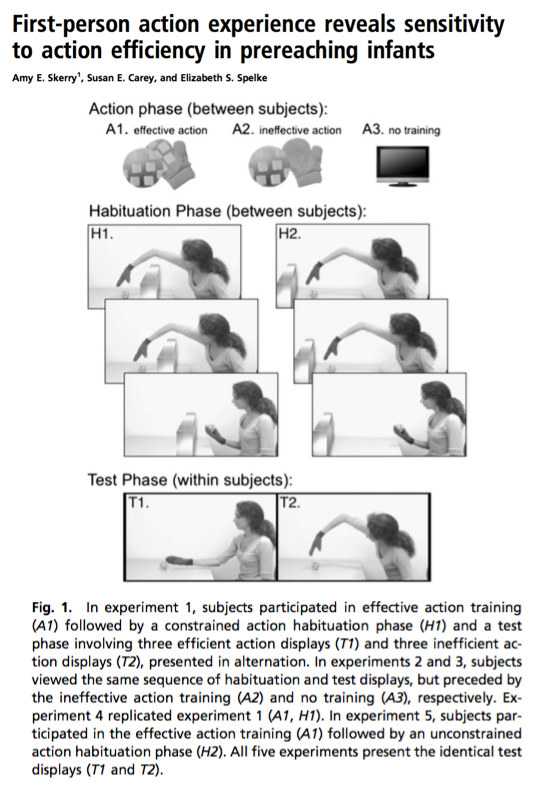 First-person action experience reveals sensitivity
to action efficiency in prereaching infants
Amy E. Skerry1, Susan E. Carey, and Elizabeth S. Spelke
Action phase (between subjects):
A1. effective action A2. ineffective action A3. no training
Habituation Phase (between subjects):
H1. H2.
Test Phase (within subjects):
T1. T2.
Fig. 1. In experiment 1, subjects participated in effective action training
(A1) followed by a constrained action habituation phase (H1) and a test
phase involving three efficient action displays (T1) and three inefficient ac-
tion displays (T2), presented in alternation. In experiments 2 and 3, subjects
viewed the same sequence of habituation and test displays, but preceded by
the ineffective action training (A2) and no training (A3), respectively. Ex-
periment 4 replicated experiment 1 (A1, H1). In experiment 5, subjects par-
ticipated in the effective action training (A1) followed by an unconstrained
action habituation phase (H2). All five experiments present the identical test
displays (T1 and T2).